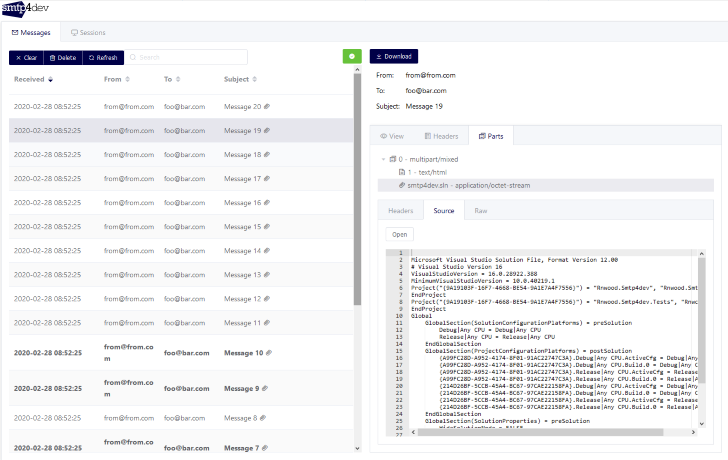 smtp4dev
Messages
Sessions
Clear
Delete
Refresh
Search
Received
From
To
Subject
2020-02-28 08:52:25 from@from.com foo@bar.com Message 20
2020-02-28 08:52:25 from@from.com foo@bar.com Message 19
2020-02-28 08:52:25 from@from.com foo@bar.com Message 18
2020-02-28 08:52:25 from@from.com foo@bar.com Message 17
2020-02-28 08:52:25 from@from.com foo@bar.com Message 16
2020-02-28 08:52:25 from@from.com foo@bar.com Message 15
2020-02-28 08:52:25 from@from.com foo@bar.com Message 14
2020-02-28 08:52:25 from@from.com foo@bar.com Message 13
2020-02-28 08:52:25 from@from.com foo@bar.com Message 12
2020-02-28 08:52:25 from@from.com foo@bar.com Message 11
2020-02-28 08:52:25 from@from.com foo@bar.com Message 10
2020-02-28 08:52:25 from@from.com foo@bar.com Message 9
2020-02-28 08:52:25 from@from.com foo@bar.com Message 8
2020-02-28 08:52:25 from@from.com foo@bar.com Message 7
Download
From: from@from.com
To: foo@bar.com
Subject: Message 19
View
Headers
Parts
0 - multipart/mixed
1 - text/html
smtp4dev.sln - application/octet-stream
Headers
Source
Raw
Open
1
2 Microsoft Visual Studio Solution File, Format Version 12.00
3 # Visual Studio Version 16
4 VisualStudioVersion = 16.0.28922.388
5 MinimumVisualStudioVersion = 10.0.40219.1
6 Project("{9A19103F-16F7-4668-BE54-9A1E7A4F7556}") = "Rnwood.Smtp4dev", "Rnwood.Smt
7 EndProject
8 Project("{9A19103F-16F7-4668-BE54-9A1E7A4F7556}") = "Rnwood.Smtp4dev.Tests", "Rnwo
9 EndProject
10 Global
11 GlobalSection(SolutionConfigurationPlatforms) = preSolution
12 Debug|Any CPU = Debug|Any CPU
13 Release|Any CPU = Release|Any CPU
14 EndGlobalSection
15 GlobalSection(ProjectConfigurationPlatforms) = postSolution
16 {A99FC28D-A952-4174-8F01-91AC22747C3A}.Debug|Any CPU.ActiveCfg = Debug|Any
17 {A99FC28D-A952-4174-8F01-91AC22747C3A}.Debug|Any CPU.Build.0 = Debug|Any
18 {A99FC28D-A952-4174-8F01-91AC22747C3A}.Release|Any CPU.ActiveCfg = Releas
19 {A99FC28D-A952-4174-8F01-91AC22747C3A}.Release|Any CPU.Build.0 = Release|
20 {214D26BF-5CCB-45A4-BC67-97CAE22158FA}.Debug|Any CPU.ActiveCfg = Debug|Any
21 {214D26BF-5CCB-45A4-BC67-97CAE22158FA}.Debug|Any CPU.Build.0 = Debug|Any
22 {214D26BF-5CCB-45A4-BC67-97CAE22158FA}.Release|Any CPU.ActiveCfg = Releas
23 {214D26BF-5CCB-45A4-BC67-97CAE22158FA}.Release|Any CPU.Build.0 = Release|
24 EndGlobalSection
25 GlobalSection(SolutionProperties) = preSolution
26 HideSolutionNode = FALSE
27